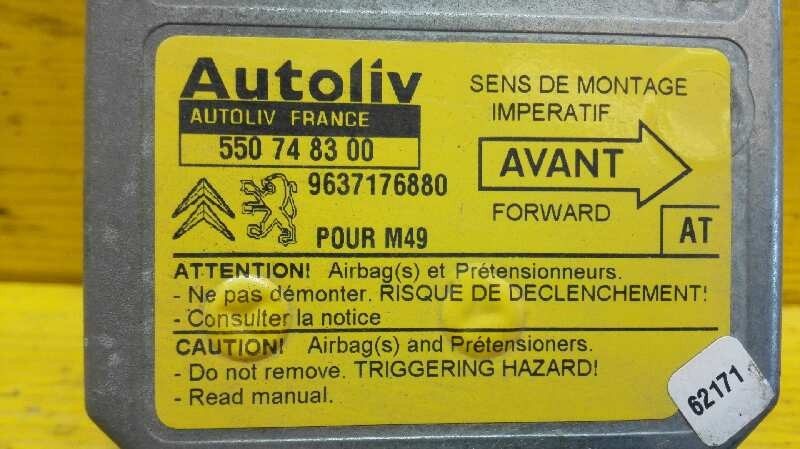 Autoliv
AUTOLIV FRANCE
550 74 83 00
9637176880
POUR M49
SENS DE MONTAGE
IMPERATIF
AVANT
FORWARD
AT
ATTENTION! Airbag(s) et Prétensionneurs.
- Ne pas démonter. RISQUE DE DECLENCHEMENT!
- Consulter la notice
CAUTION! Airbag(s) and Prétensioners.
- Do not remove. TRIGGERING HAZARD!
- Read manual.
62171